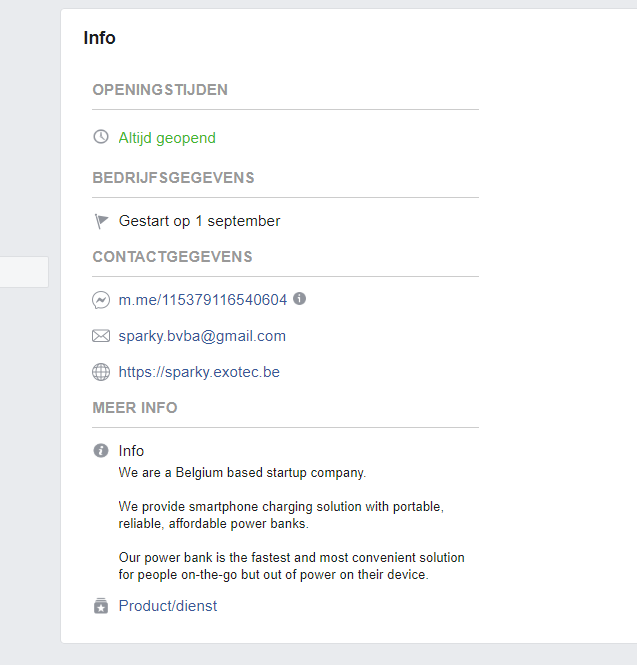 Info
OPENINGSTIJDEN
Altijd geopend
BEDRIJFSGEGEVENS
Gestart op 1 september
CONTACTGEGEVENS
m.me/115379116540604
sparky.bvba@gmail.com
https://sparky.exotec.be
MEER INFO
Info
We are a Belgium based startup company.
We provide smartphone charging solution with portable,
reliable, affordable power banks.
Our power bank is the fastest and most convenient solution
for people on-the-go but out of power on their device.
Product/dienst